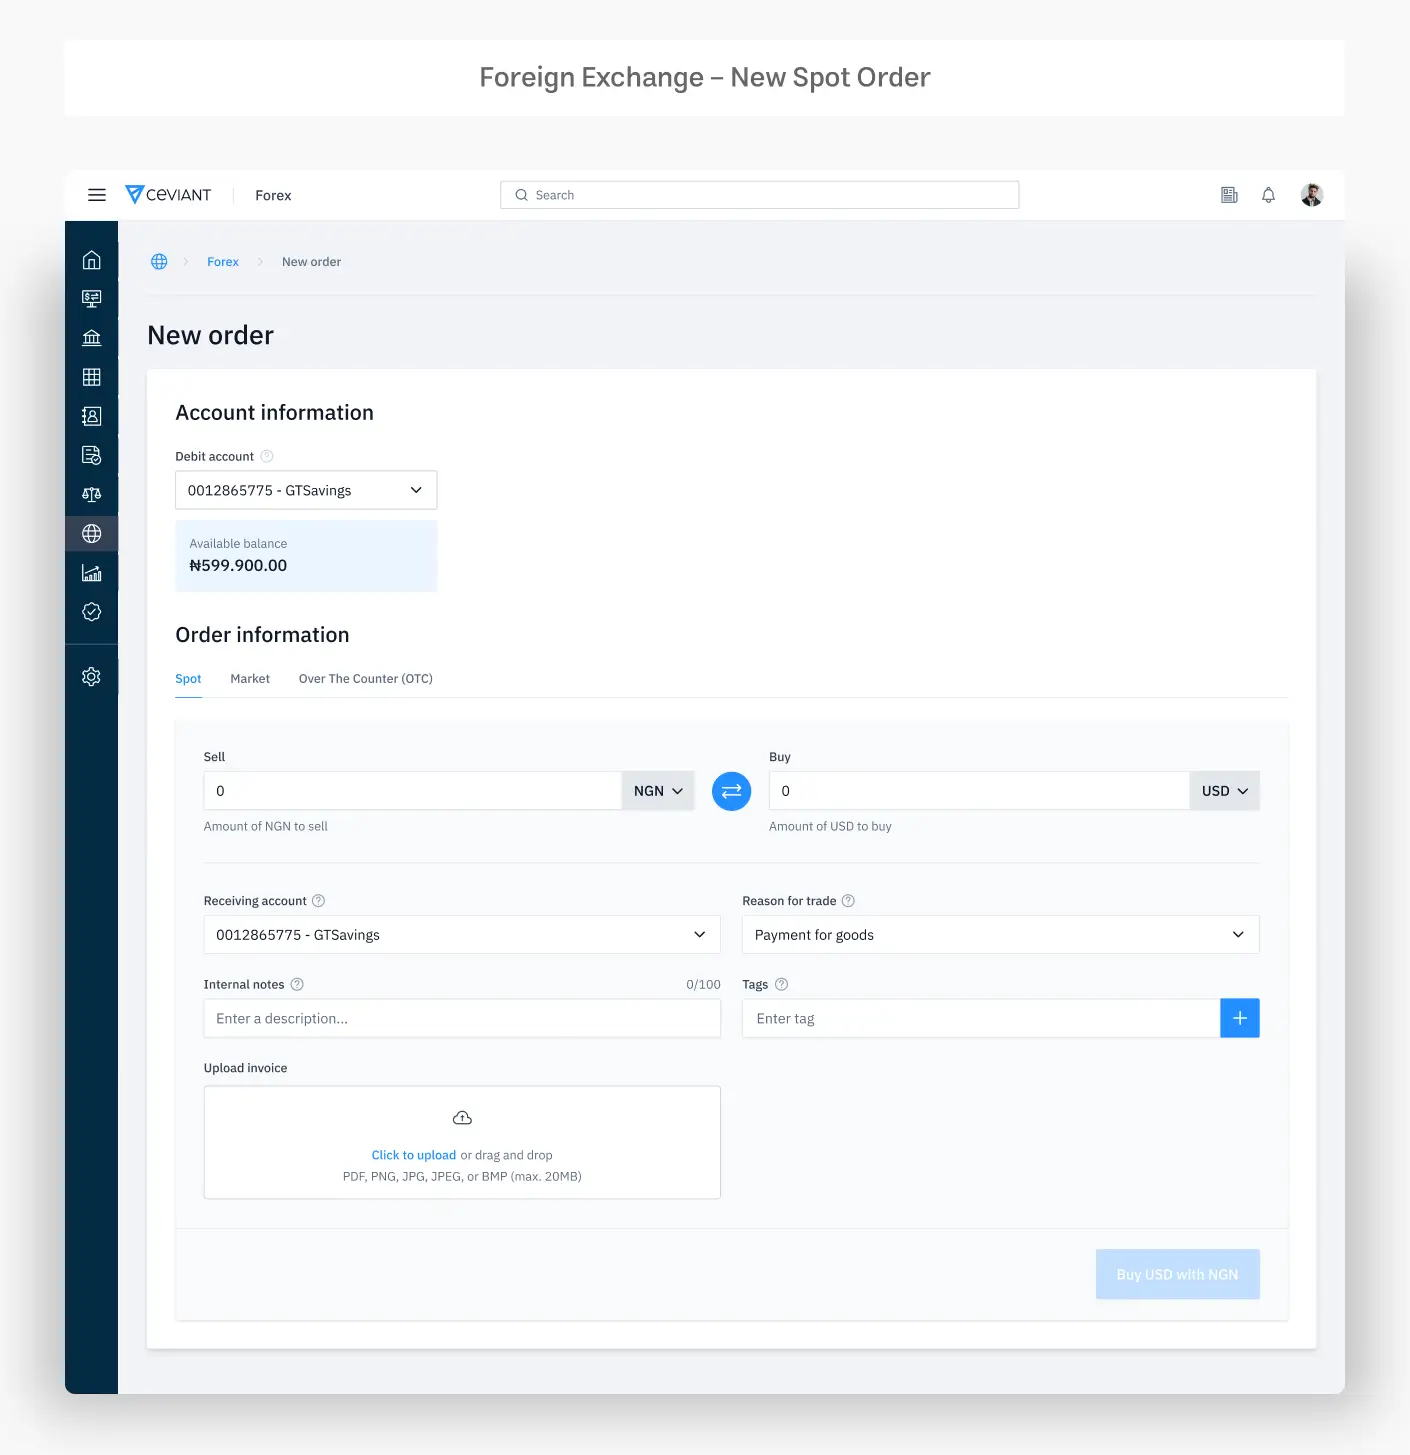 Foreign Exchange – New Spot Order
CEVIANT
Forex
Search
Forex
New order
New order
Account information
Debit account
0012865775 - GTSavings
Available balance
₦599.900.00
Order information
Spot
Market
Over The Counter (OTC)
Sell
Buy
0
NGN
0
USD
Amount of NGN to sell
Amount of USD to buy
Receiving account
Reason for trade
0012865775 - GTSavings
Payment for goods
Internal notes
0/100
Tags
Enter a description...
Enter tag
Upload invoice
Click to upload or drag and drop
PDF, PNG, JPG, JPEG, or BMP (max. 20MB)
Buy USD with NGN